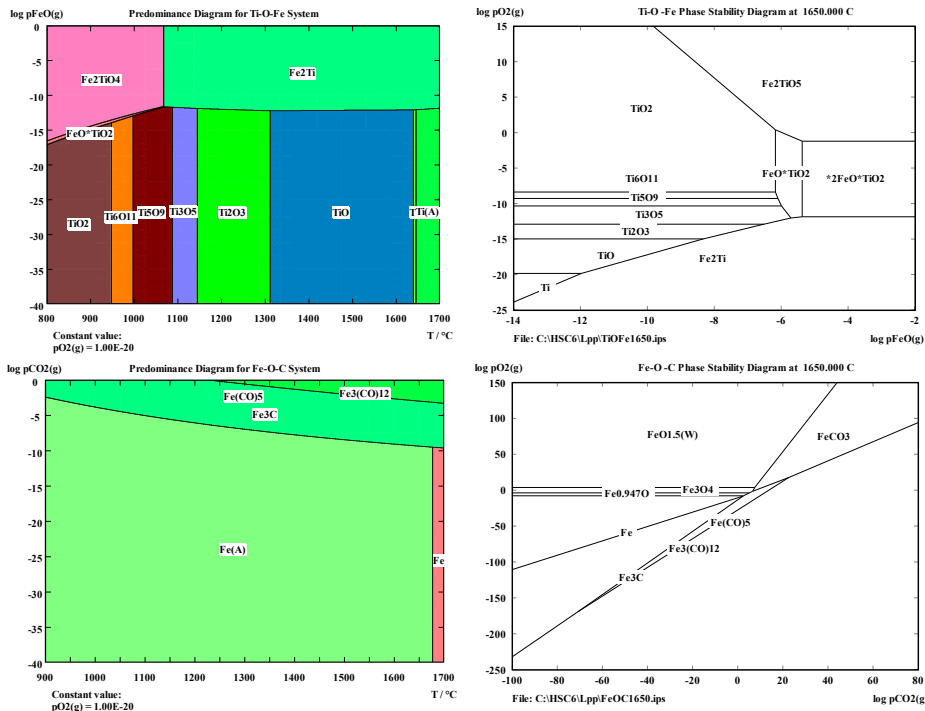 log pFeO(g)
Predominance Diagram for Ti-O-Fe System
0
-5
-10
-15
-20
-25
-30
-35
-40
Fe2TiO4
Fe2Ti
FeO*TiO2
TiO2
Ti6O11
Ti5O9
Ti3O5
Ti2O3
TiO
Ti(A)
800
900
1000
1100
1200
1300
1400
1500
1600
1700
Constant value:
pO2(g) = 1.00E-20
T / °C
log pO2(g)
Ti-O -Fe Phase Stability Diagram at 1650.000 C
15
10
5
0
-5
-10
-15
-20
-25
Fe2TiO5
TiO2
FeO*TiO2
*2FeO*TiO2
Ti6O11
Ti5O9
Ti3O5
Ti2O3
TiO
Fe2Ti
Ti
-14
-12
-10
-8
-6
-4
-2
File: C:\HSC6\Lpp\TiOFe1650.ips
log pFeO(g)
log pCO2(g)
Predominance Diagram for Fe-O-C System
0
-5
-10
-15
-20
-25
-30
-35
-40
Fe3(CO)12
Fe(CO)5
Fe3C
Fe(A)
Fe
900
1000
1100
1200
1300
1400
1500
1600
1700
Constant value:
pO2(g) = 1.00E-20
T / °C
log pO2(g)
Fe-O -C Phase Stability Diagram at 1650.000 C
150
100
50
0
-50
-100
-150
-200
-250
FeO1.5(W)
FeCO3
Fe3O4
Fe0.947O
Fe(CO)5
Fe
Fe3(CO)12
Fe3C
-100
-80
-60
-40
-20
0
20
40
60
80
File: C:\HSC6\Lpp\FeOC1650.ips
log pCO2(g